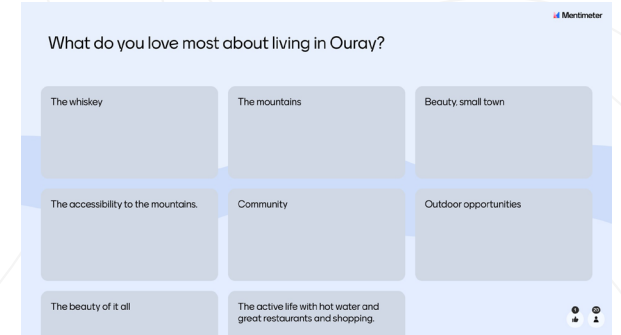 Mentimeter
What do you love most about living in Ouray?
The whiskey
The mountains
Beauty, small town
The accessibility to the mountains.
Community
Outdoor opportunities
The beauty of it all
The active life with hot water and
great restaurants and shopping.